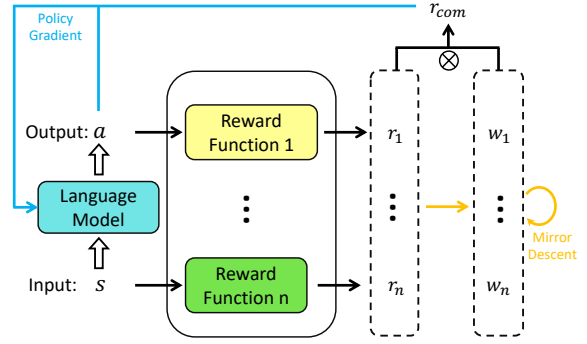 r_com
Policy
Gradient
Output: a
Reward
Function 1
r_1
w_1
Language
Model
Mirror
Descent
Input: s
Reward
Function n
r_n
w_n